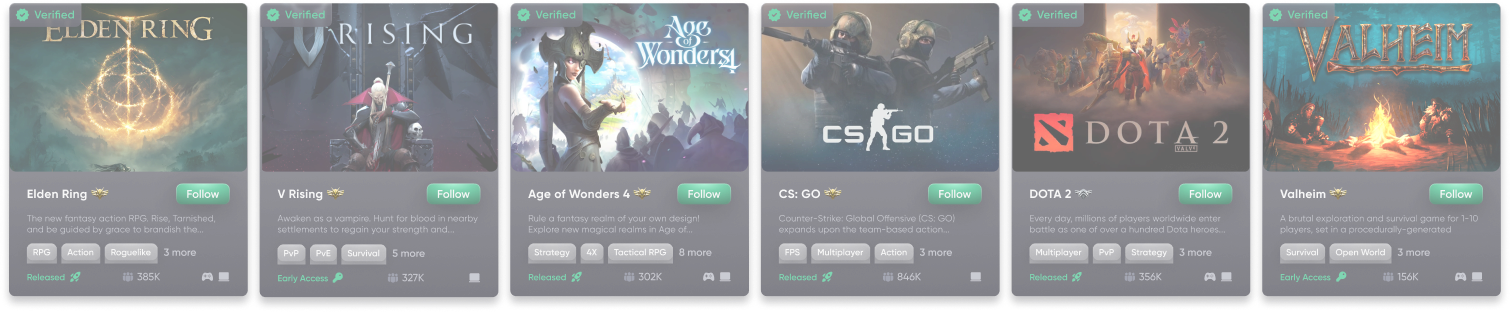 Verified
ELDEN RING
Elden Ring
Follow
The new fantasy action RPG. Rise, Tarnished,
and be guided by grace to brandish the...
RPG
Action
Roguelike
3 more
Released
385K
Verified
V RISING
V Rising
Follow
Awaken as a vampire. Hunt for blood in nearby
settlements to regain your strength and...
PvP
PvE
Survival
5 more
Early Access
327K
Verified
Age
of
Wonders 4
Age of Wonders 4
Follow
Rule a fantasy realm of your own design!
Explore new magical realms in Age of...
Strategy
4X
Tactical RPG
8 more
Released
302K
Verified
CS GO
CS: GO
Follow
Counter-Strike: Global Offensive (CS: GO)
expands upon the team-based action...
FPS
Multiplayer
Action
3 more
Released
846K
Verified
DOTA 2
VALVE
DOTA 2
Follow
Every day, millions of players worldwide enter
battle as one of over a hundred Dota heroes...
Multiplayer
PvP
Strategy
3 more
Released
356K
Verified
VALHEIM
Valheim
Follow
A brutal exploration and survival game for 1-10
players, set in a procedurally-generated
Survival
Open World
3 more
Early Access
156K